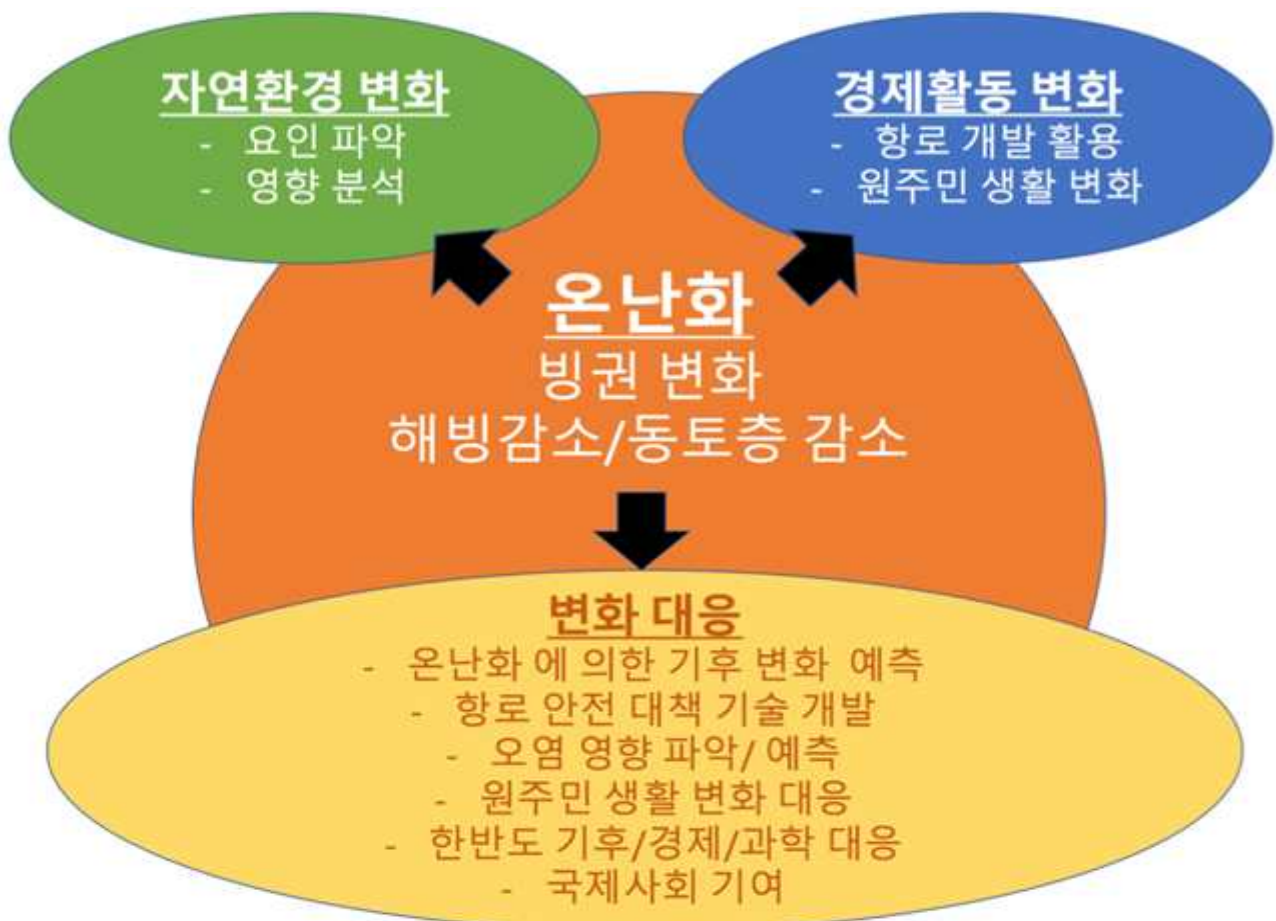 자연환경 변화
- 요인 파악
- 영향 분석
경제활동 변화
- 항로 개발 활용
- 원주민 생활 변화
온난화
빙권 변화
해빙감소/동토층 감소
변화 대응
- 온난화 에 의한 기후 변화 예측
- 항로 안전 대책 기술 개발
- 오염 영향 파악/ 예측
- 원주민 생활 변화 대응
- 한반도 기후/경제/과학 대응
- 국제사회 기여